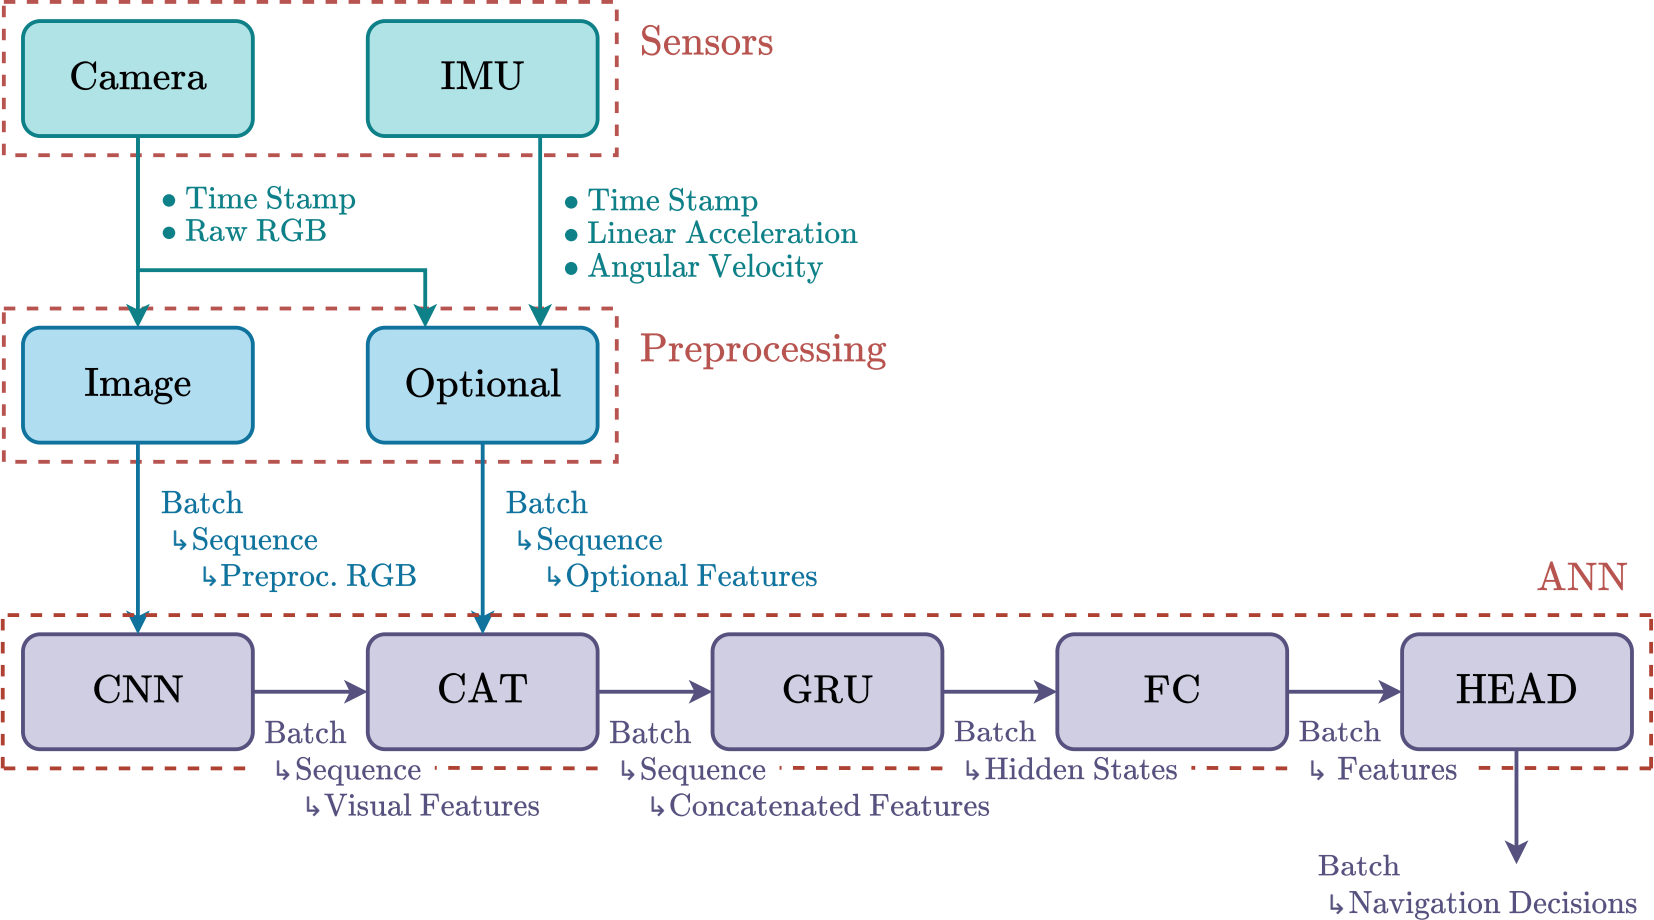 Camera
IMU
Sensors
● Time Stamp
● Raw RGB
● Time Stamp
● Linear Acceleration
● Angular Velocity
Image
Optional
Preprocessing
Batch
↳Sequence
↳Preproc. RGB
Batch
↳Sequence
↳Optional Features
ANN
CNN
CAT
GRU
FC
HEAD
Batch
↳Sequence
↳Visual Features
Batch
↳Sequence
↳Concatenated Features
Batch
↳Hidden States
Batch
↳ Features
Batch
↳Navigation Decisions